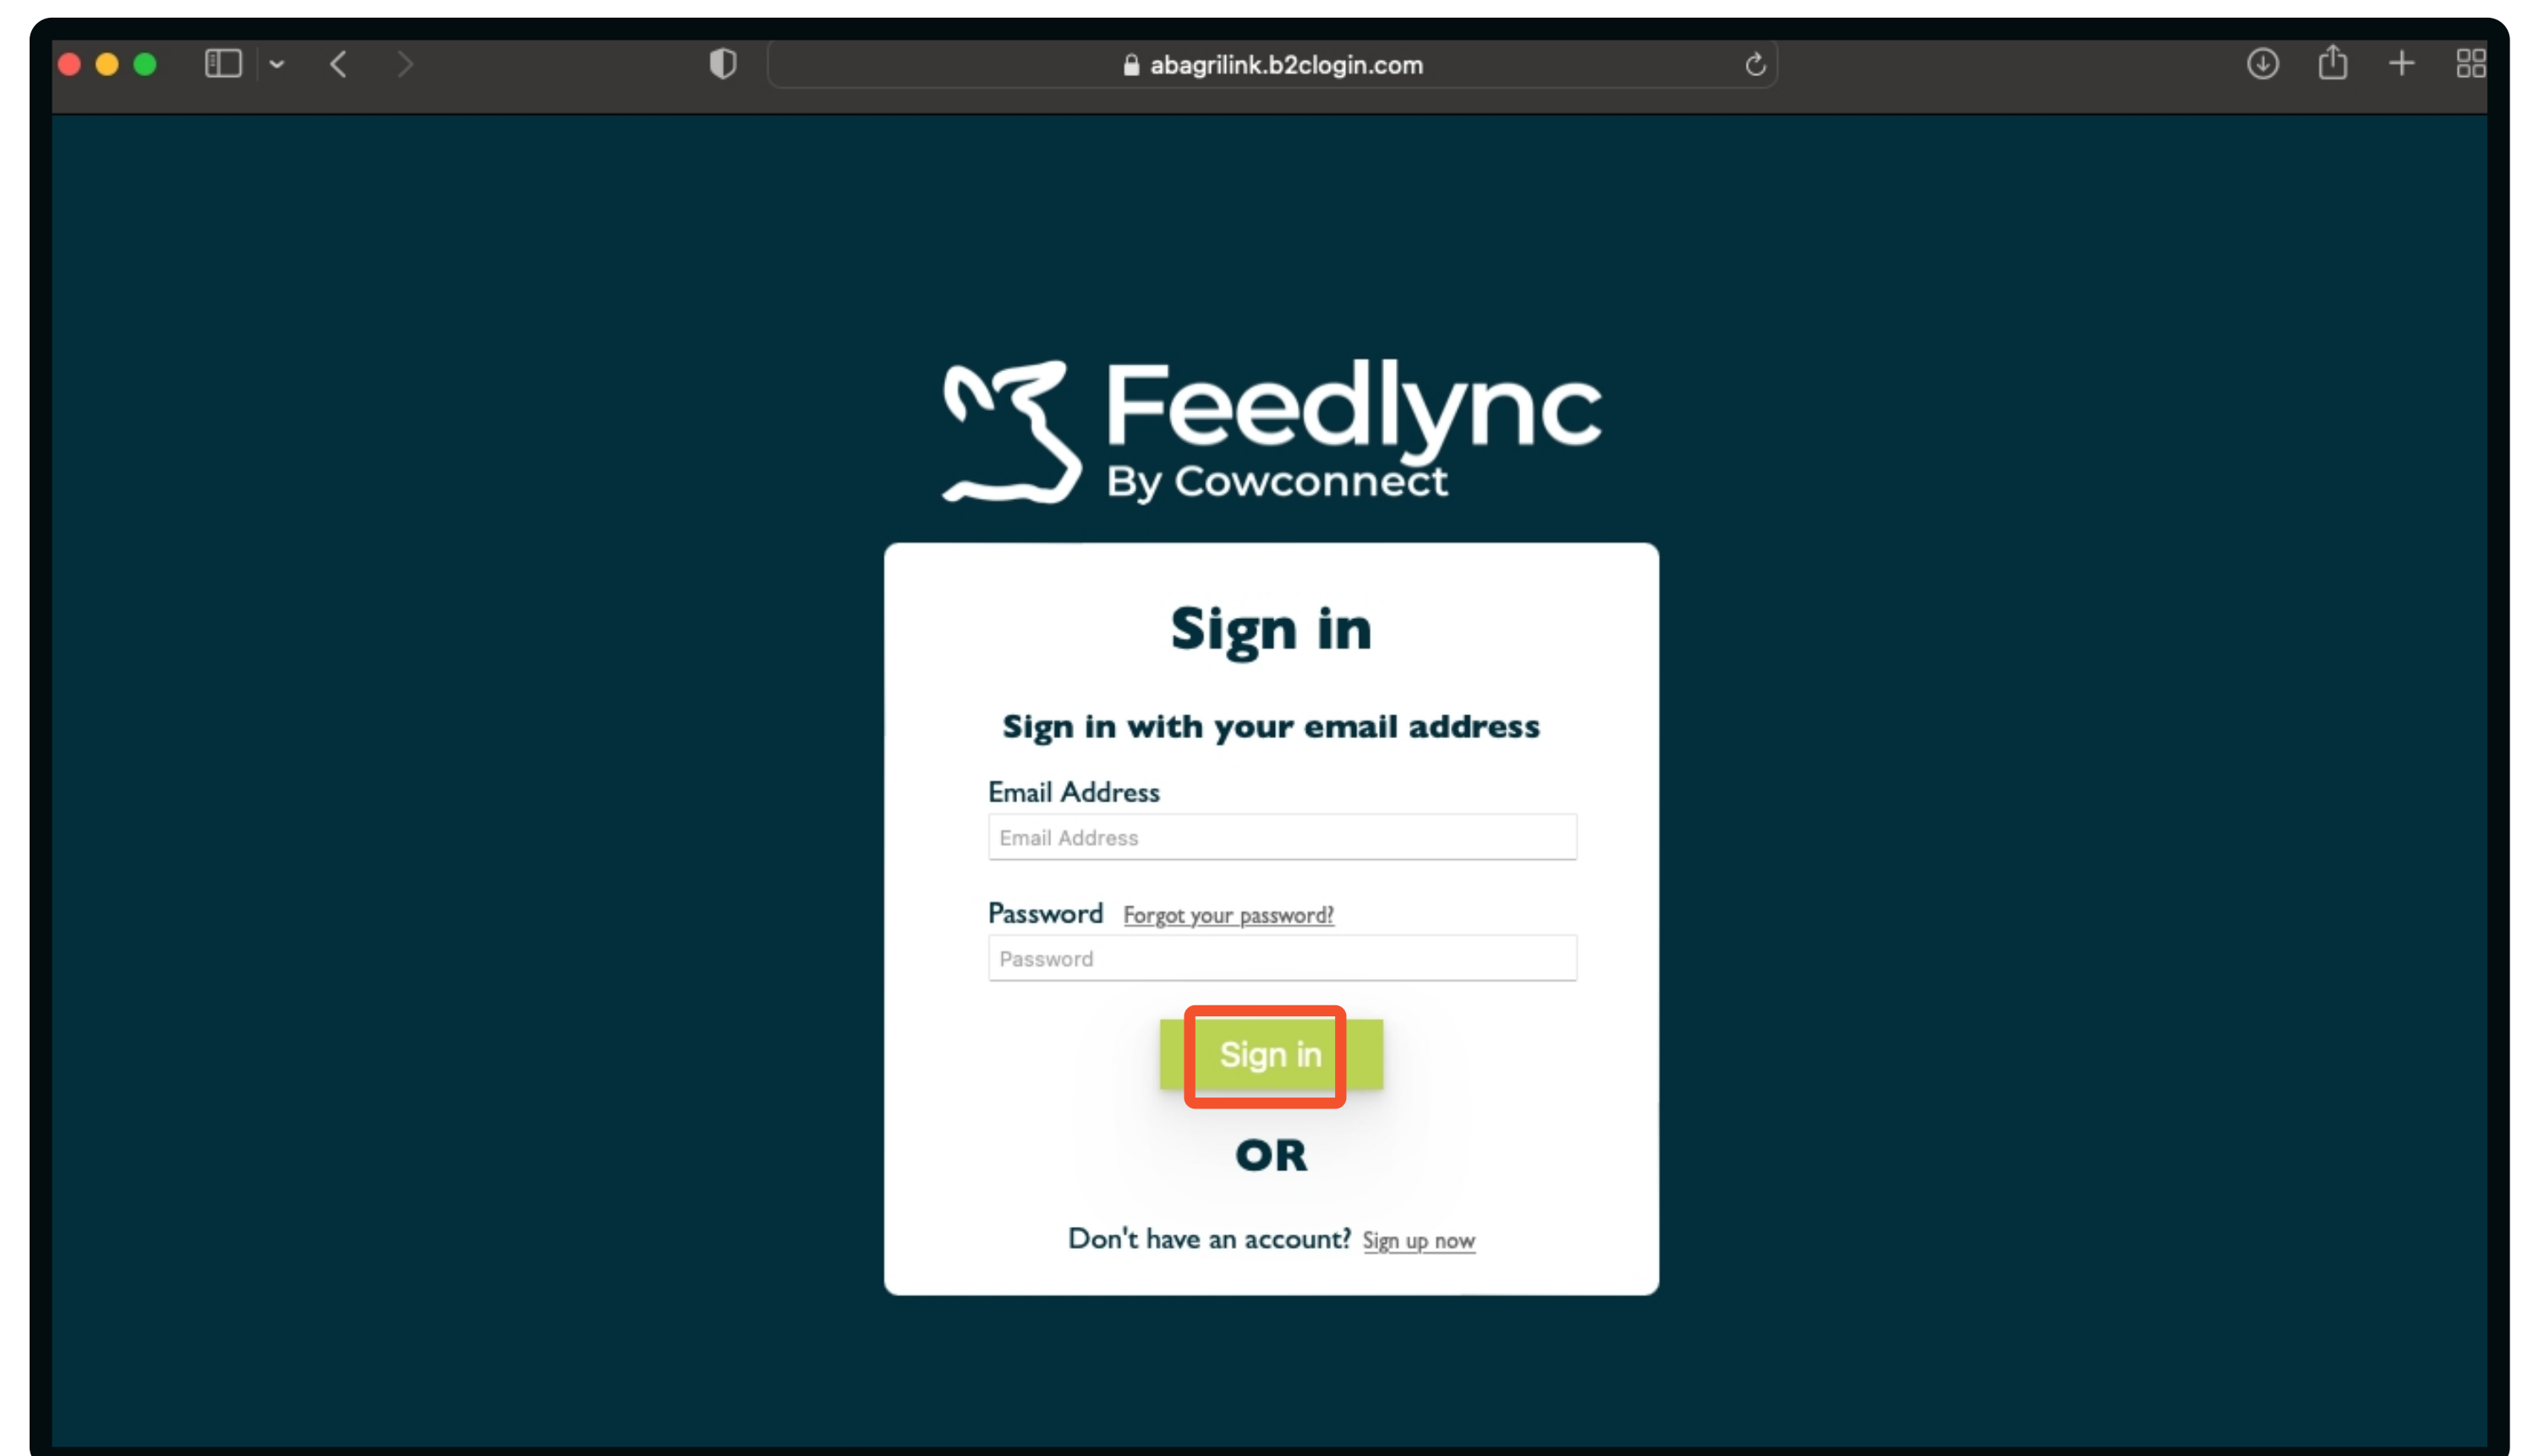 abagrilink.b2clogin.com
Feedlync
By Cowconnect
Sign in
Sign in with your email address
Email Address
Email Address
Password Forgot your password?
Password
Sign in
OR
Don't have an account? Sign up now